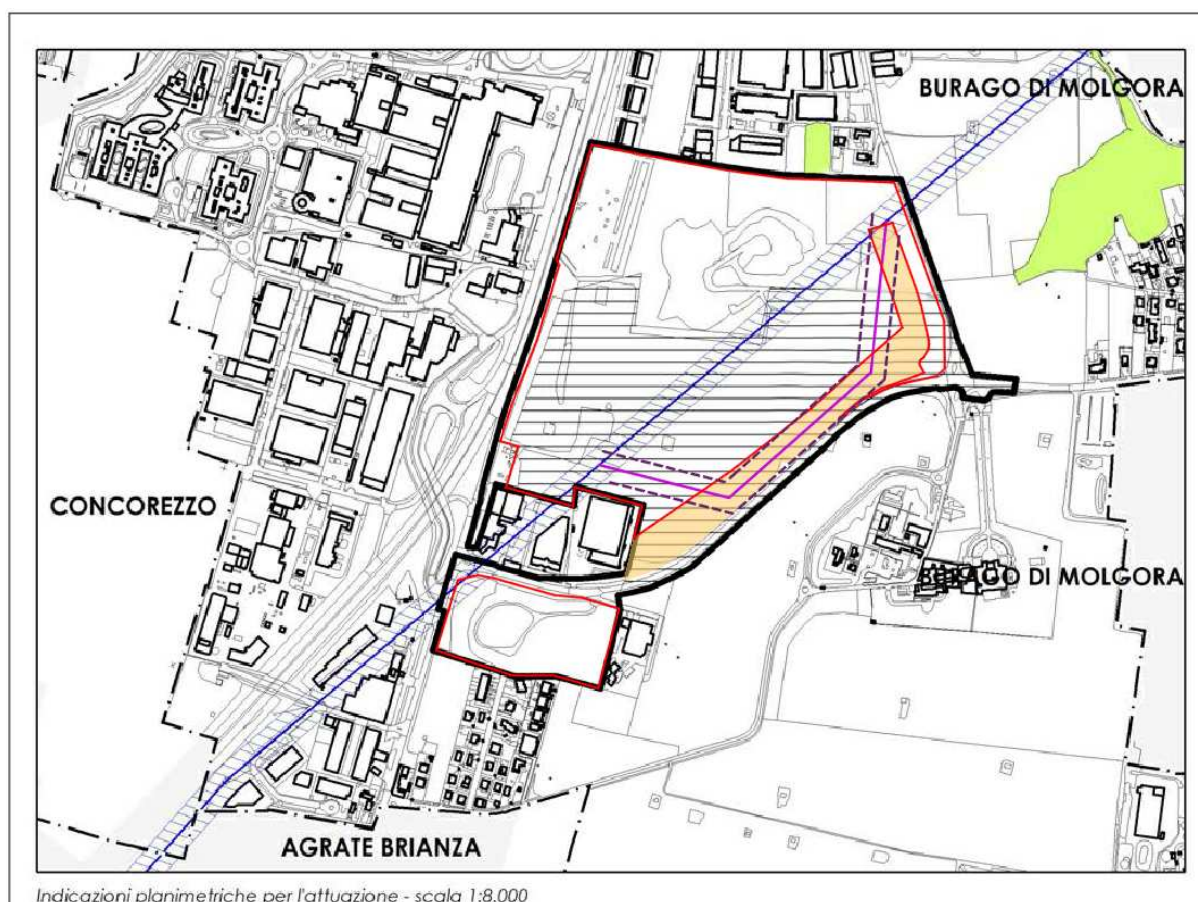 BURAGO DI MOLGORA
CONCOREZZO
BURAGO DI MOLGORA
AGRATE BRIANZA
Indicazioni planimetriche per l'attuazione - scala 1:8.000